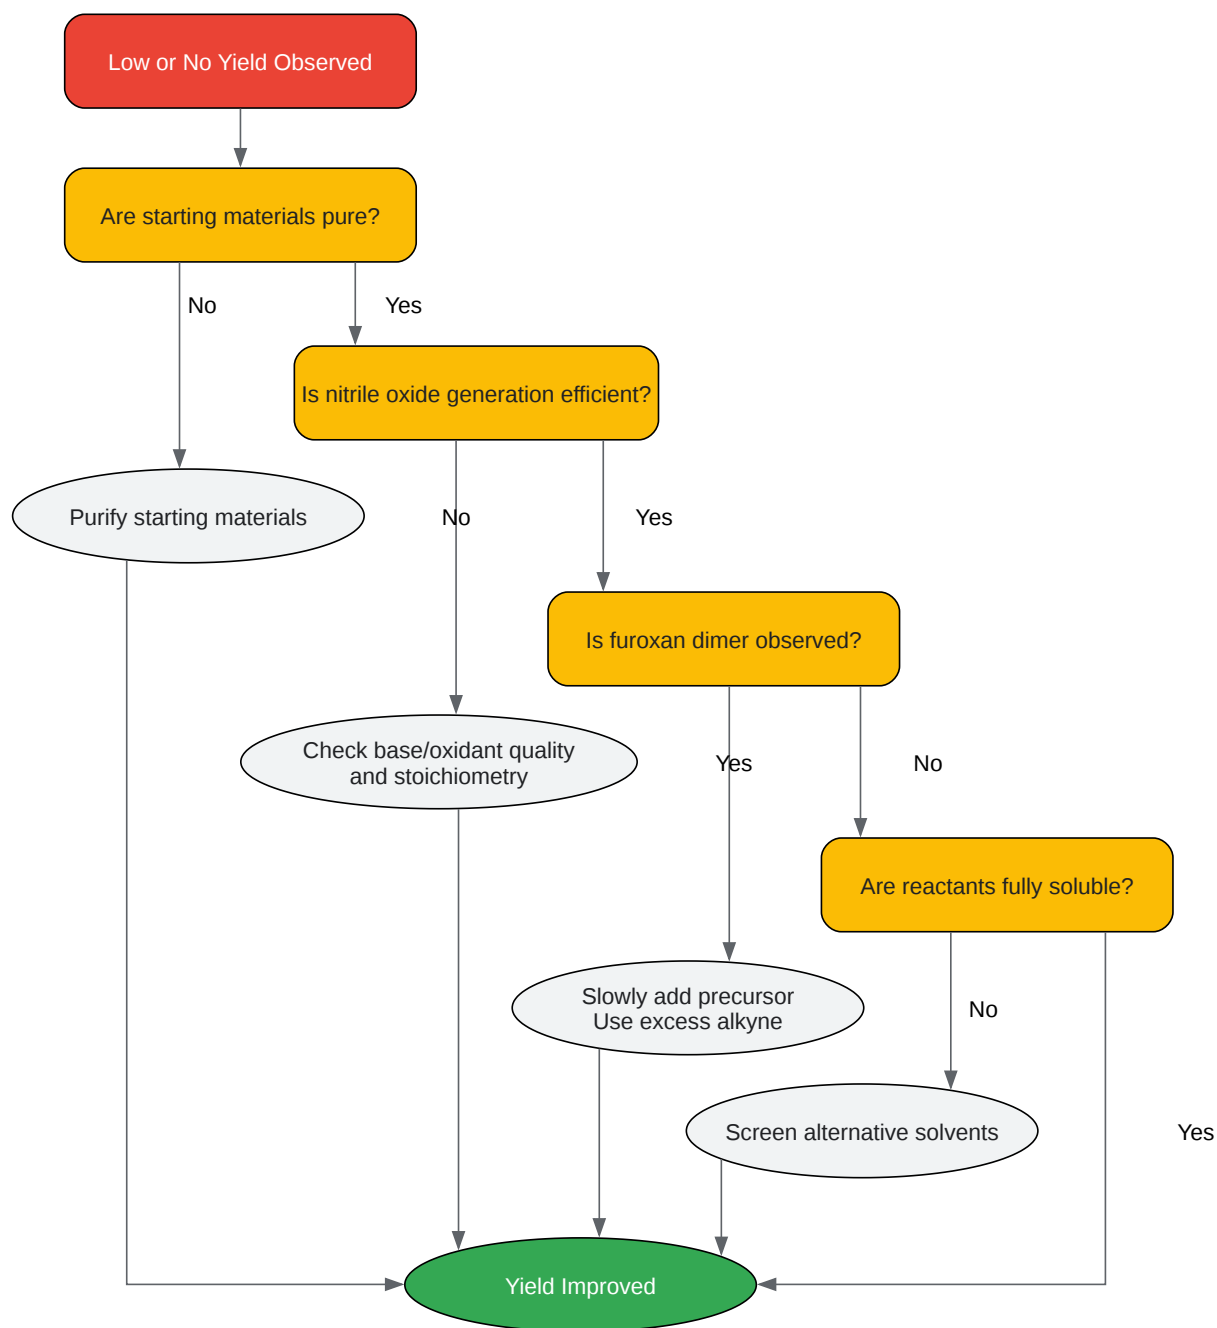 Low or No Yield Observed
Are starting materials pure?
No
Yes
Is nitrile oxide generation efficient?
Purify starting materials
No
Yes
Is furoxan dimer observed?
Check base/oxidant quality
and stoichiometry
Yes
No
Are reactants fully soluble?
Slowly add precursor
Use excess alkyne
No
Screen alternative solvents
Yes
Yield Improved